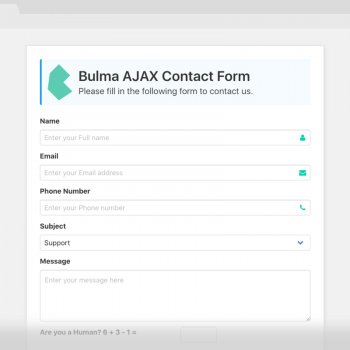 Bulma AJAX Contact Form
Please fill in the following form to contact us.
Name
Enter your Full name
Email
Enter your Email address
Phone Number
Enter your Phone number
Subject
Support
Message
Enter your message here
Are you a Human? 6 + 3 - 1 =